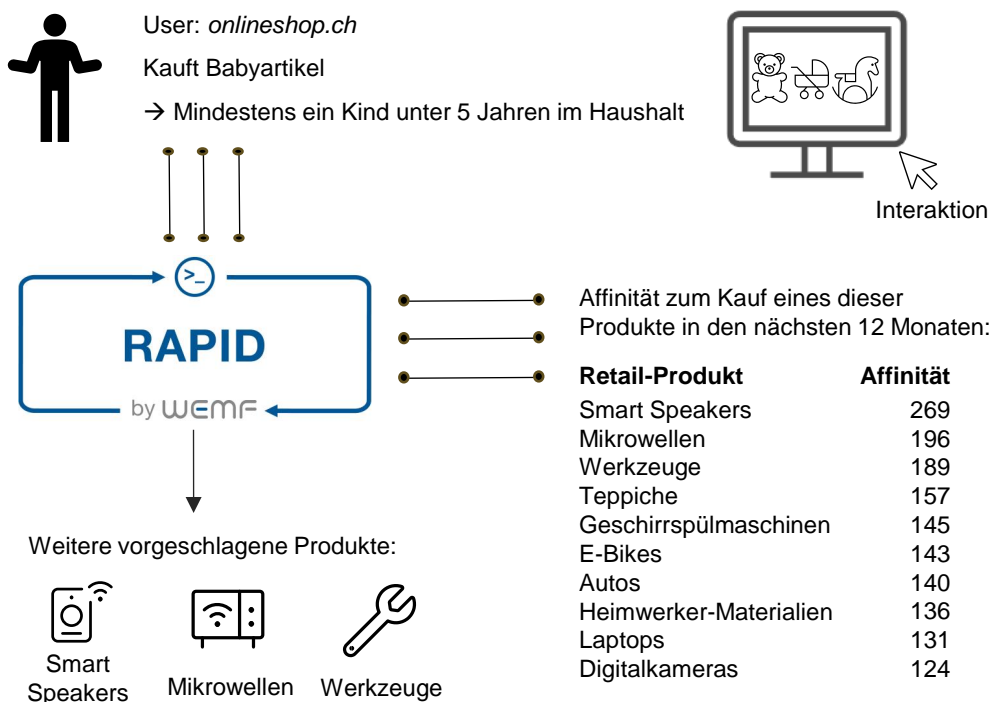 User: onlineshop.ch
Kauft Babyartikel
→ Mindestens ein Kind unter 5 Jahren im Haushalt
Interaktion
>_
RAPID
by WEMF
Affinität zum Kauf eines dieser
Produkte in den nächsten 12 Monaten:
Retail-Produkt Affinität
Smart Speakers 269
Mikrowellen 196
Werkzeuge 189
Teppiche 157
Geschirrspülmaschinen 145
E-Bikes 143
Autos 140
Heimwerker-Materialien 136
Laptops 131
Digitalkameras 124
Weitere vorgeschlagene Produkte:
Smart
Speakers
Mikrowellen
Werkzeuge